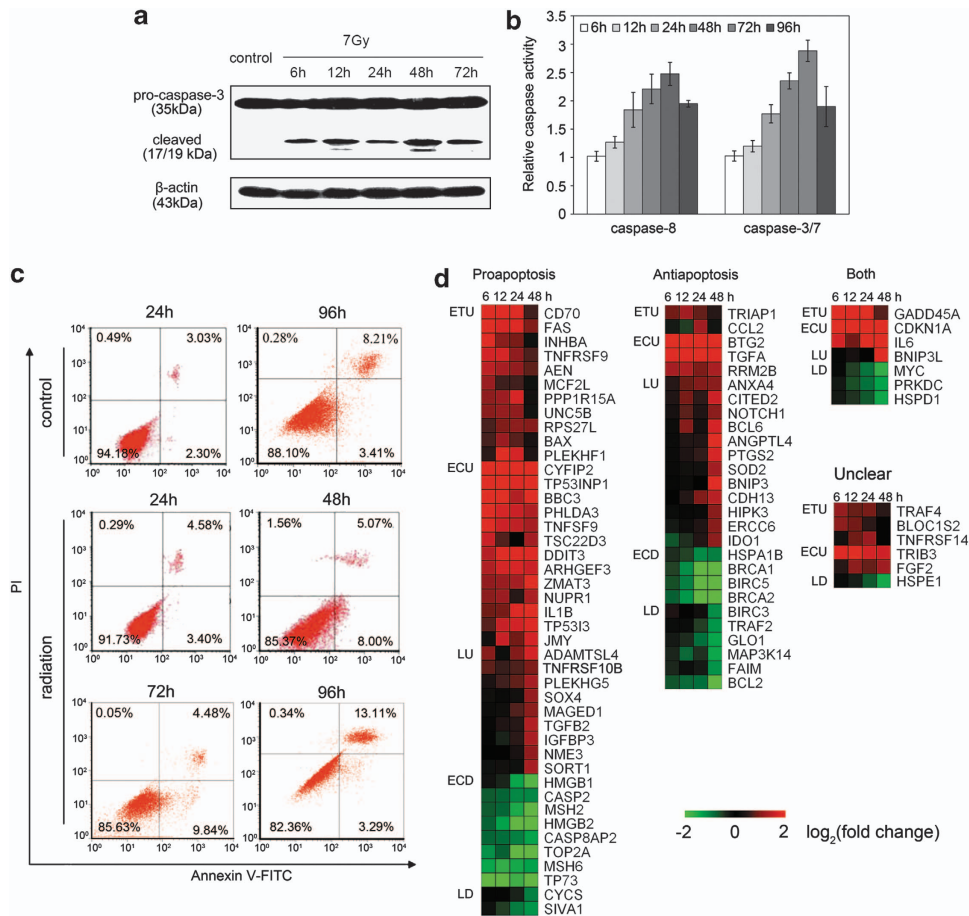 a
7Gy
control 6h 12h 24h 48h 72h
pro-caspase-3
(35kDa)
cleaved
(17/19 kDa)
β-actin
(43kDa)
b
6h 12h 24h 48h 72h 96h
Relative caspase activity
3.5
3
2.5
2
1.5
1
0.5
0
caspase-8 caspase-3/7
c
24h 96h
control
0.49% 3.03%
94.18% 2.30%
0.28% 8.21%
88.10% 3.41%
24h 48h
radiation
0.29% 4.58%
91.73% 3.40%
1.56% 5.07%
85.37% 8.00%
72h 96h
0.05% 4.48%
85.63% 9.84%
0.34% 13.11%
82.36% 3.29%
10⁰ 10¹ 10² 10³ 10⁴
PI
Annexin V-FITC
d
Proapoptosis
6 12 24 48 h
ETU CD70
FAS
INHBA
TNFRSF9
AEN
MCF2L
PPP1R15A
UNC5B
RPS27L
BAX
PLEKHF1
ECU CYFIP2
TP53INP1
BBC3
PHLDA3
TNFSF9
TSC22D3
DDIT3
ARHGEF3
ZMAT3
NUPR1
IL1B
TP53I3
JMY
LU ADAMTSL4
TNFRSF10B
PLEKHG5
SOX4
MAGED1
TGFB2
IGFBP3
NME3
SORT1
ECD HMGB1
CASP2
MSH2
HMGB2
CASP8AP2
TOP2A
MSH6
TP73
LD CYCS
SIVA1
Antiapoptosis
6 12 24 48 h
ETU TRIAP1
CCL2
ECU BTG2
TGFA
RRM2B
LU ANXA4
CITED2
NOTCH1
BCL6
ANGPTL4
PTGS2
SOD2
BNIP3
CDH13
HIPK3
ERCC6
IDO1
ECD HSPA1B
BRCA1
BIRC5
BRCA2
LD BIRC3
TRAF2
GLO1
MAP3K14
FAIM
BCL2
Both
6 12 24 48 h
ETU GADD45A
ECU CDKN1A
IL6
LU BNIP3L
LD MYC
PRKDC
HSPD1
Unclear
6 12 24 48 h
ETU TRAF4
BLOC1S2
TNFRSF14
ECU TRIB3
FGF2
LD HSPE1
-2 0 2
log₂(fold change)